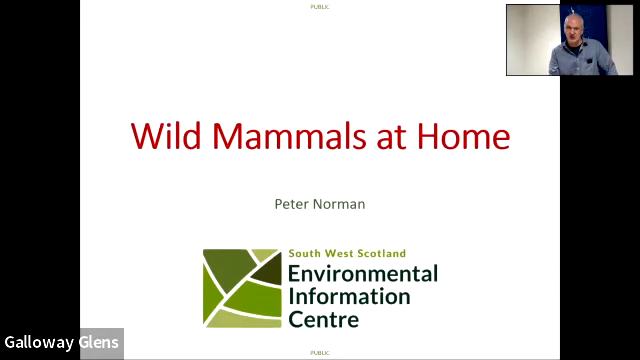 PUBLIC
Wild Mammals at Home
Peter Norman
South West Scotland
Environmental
Information
Centre
Galloway Glens
PUBLIC